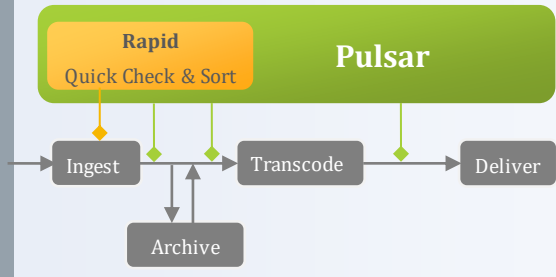 Rapid
Quick Check & Sort
Pulsar
Ingest
Transcode
Deliver
Archive